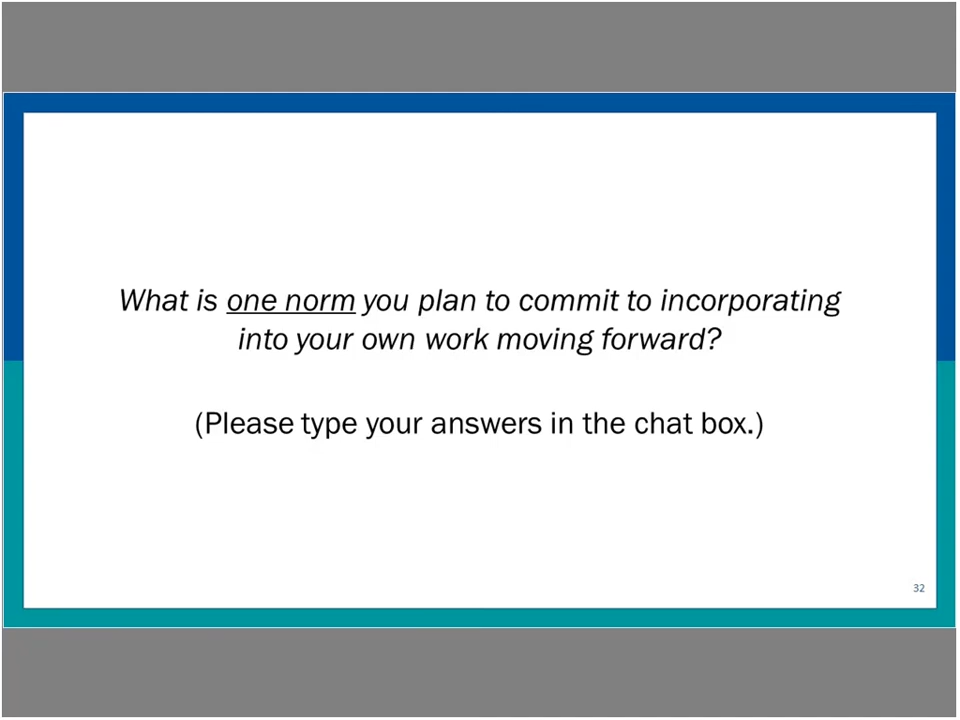 What is one norm you plan to commit to incorporating
into your own work moving forward?
(Please type your answers in the chat box.)
32